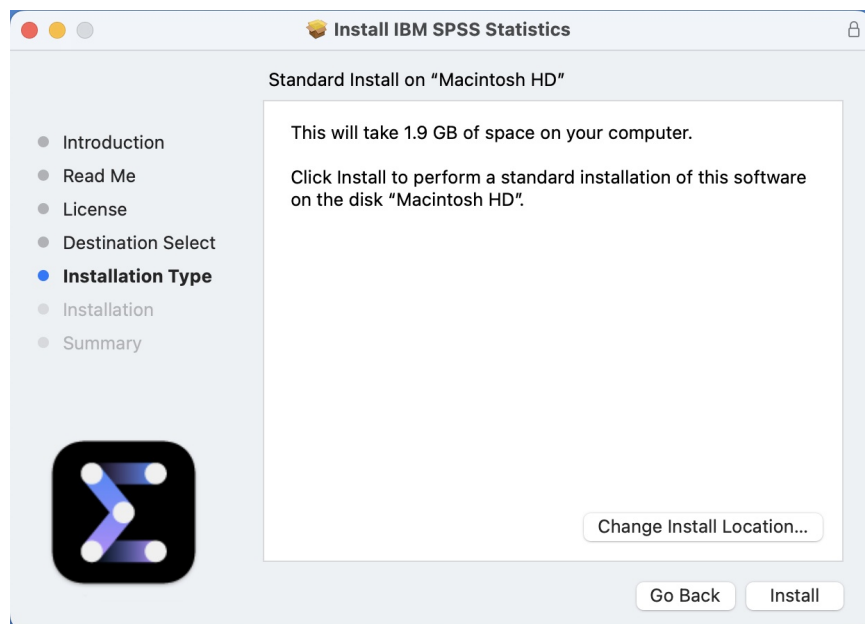 Install IBM SPSS Statistics
Standard Install on “Macintosh HD”
Introduction
Read Me
License
Destination Select
Installation Type
Installation
Summary
This will take 1.9 GB of space on your computer.
Click Install to perform a standard installation of this software
on the disk “Macintosh HD”.
Change Install Location...
Go Back
Install